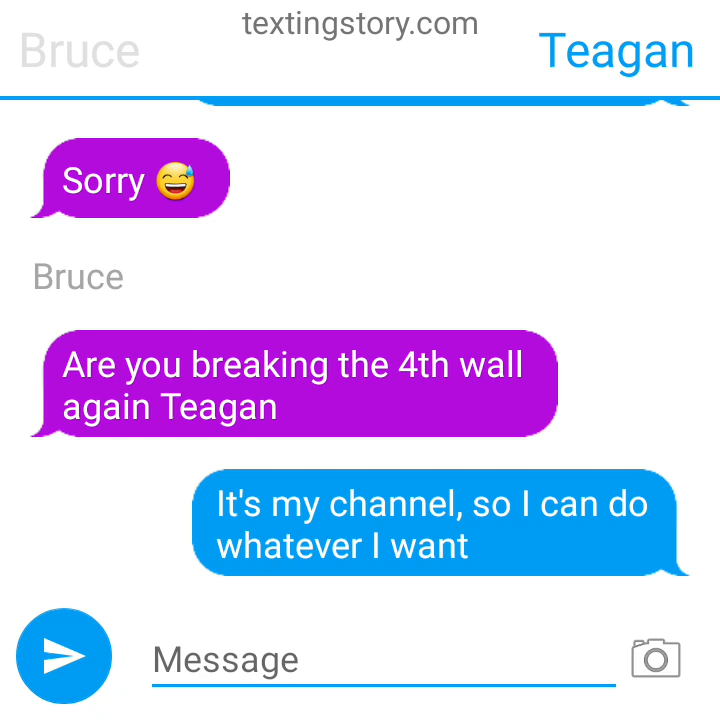 textingstory.com
Bruce
Teagan
Sorry 😅
Bruce
Are you breaking the 4th wall
again Teagan
It's my channel, so I can do
whatever I want
Message